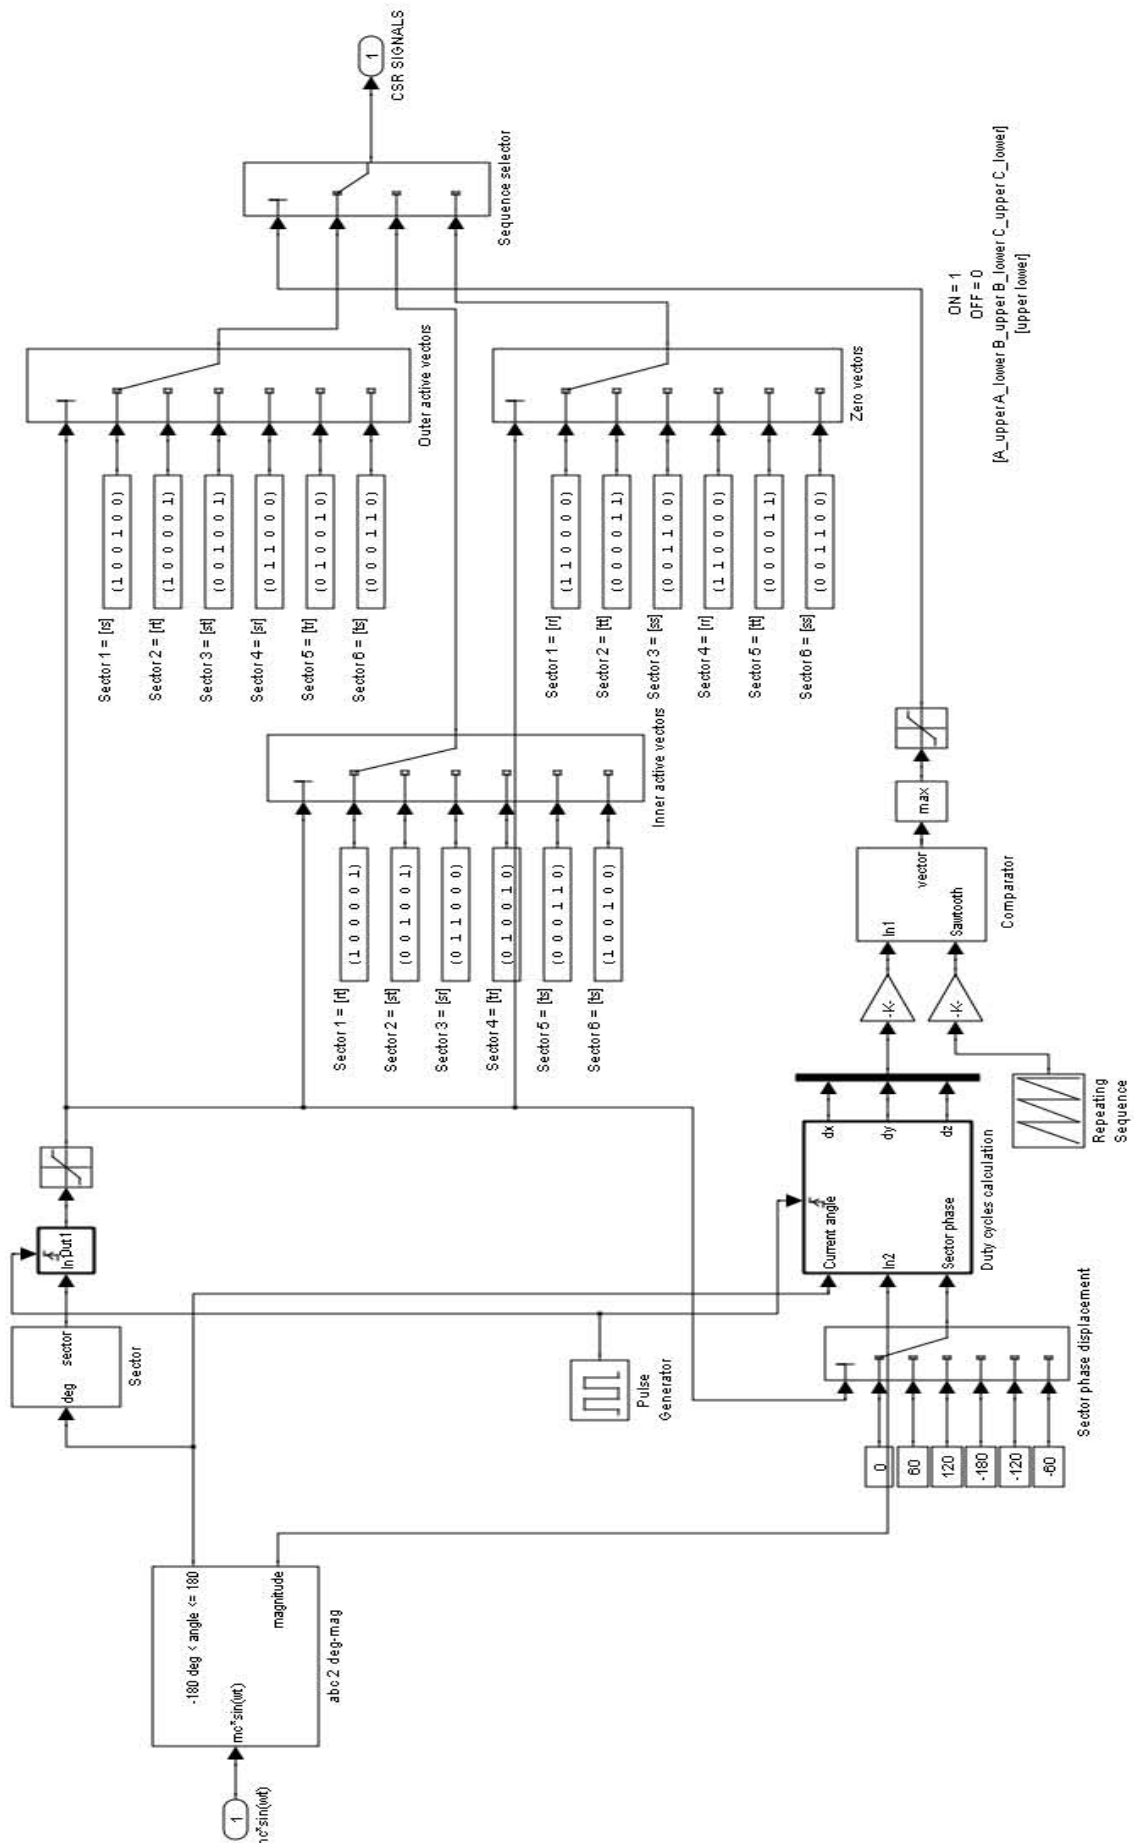 1
mc*sin(wt)
mc*sin(wt)
-180 deg < angle <= 180
magnitude
abc 2 deg-mag
deg
sector
Sector
In1
Out1
Pulse
Generator
0
60
120
-180
-120
-60
Sector phase displacement
Current angle
In2
Sector phase
dx
dy
dz
Duty cycles calculation
Repeating
Sequence
-K-
-K-
In1
Sawtooth
vector
Comparator
max
Sector 1 = [rt]
(1 0 0 0 0 1)
Sector 2 = [st]
(0 0 1 0 0 1)
Sector 3 = [sr]
(0 1 1 0 0 0)
Sector 4 = [tr]
(0 1 0 0 1 0)
Sector 5 = [ts]
(0 0 0 1 1 0)
Sector 6 = [ts]
(1 0 0 1 0 0)
Inner active vectors
Sector 1 = [rs]
(1 0 0 1 0 0)
Sector 2 = [rt]
(1 0 0 0 0 1)
Sector 3 = [st]
(0 0 1 0 0 1)
Sector 4 = [sr]
(0 1 1 0 0 0)
Sector 5 = [tr]
(0 1 0 0 1 0)
Sector 6 = [ts]
(0 0 0 1 1 0)
Outer active vectors
Sector 1 = [rr]
(1 1 0 0 0 0)
Sector 2 = [tt]
(0 0 0 0 1 1)
Sector 3 = [ss]
(0 0 1 1 0 0)
Sector 4 = [rr]
(1 1 0 0 0 0)
Sector 5 = [tt]
(0 0 0 0 1 1)
Sector 6 = [ss]
(0 0 1 1 0 0)
Zero vectors
Sequence selector
1
CSR SIGNALS
ON = 1
OFF = 0
[A_upper A_lower B_upper B_lower C_upper C_lower]
[upper lower]